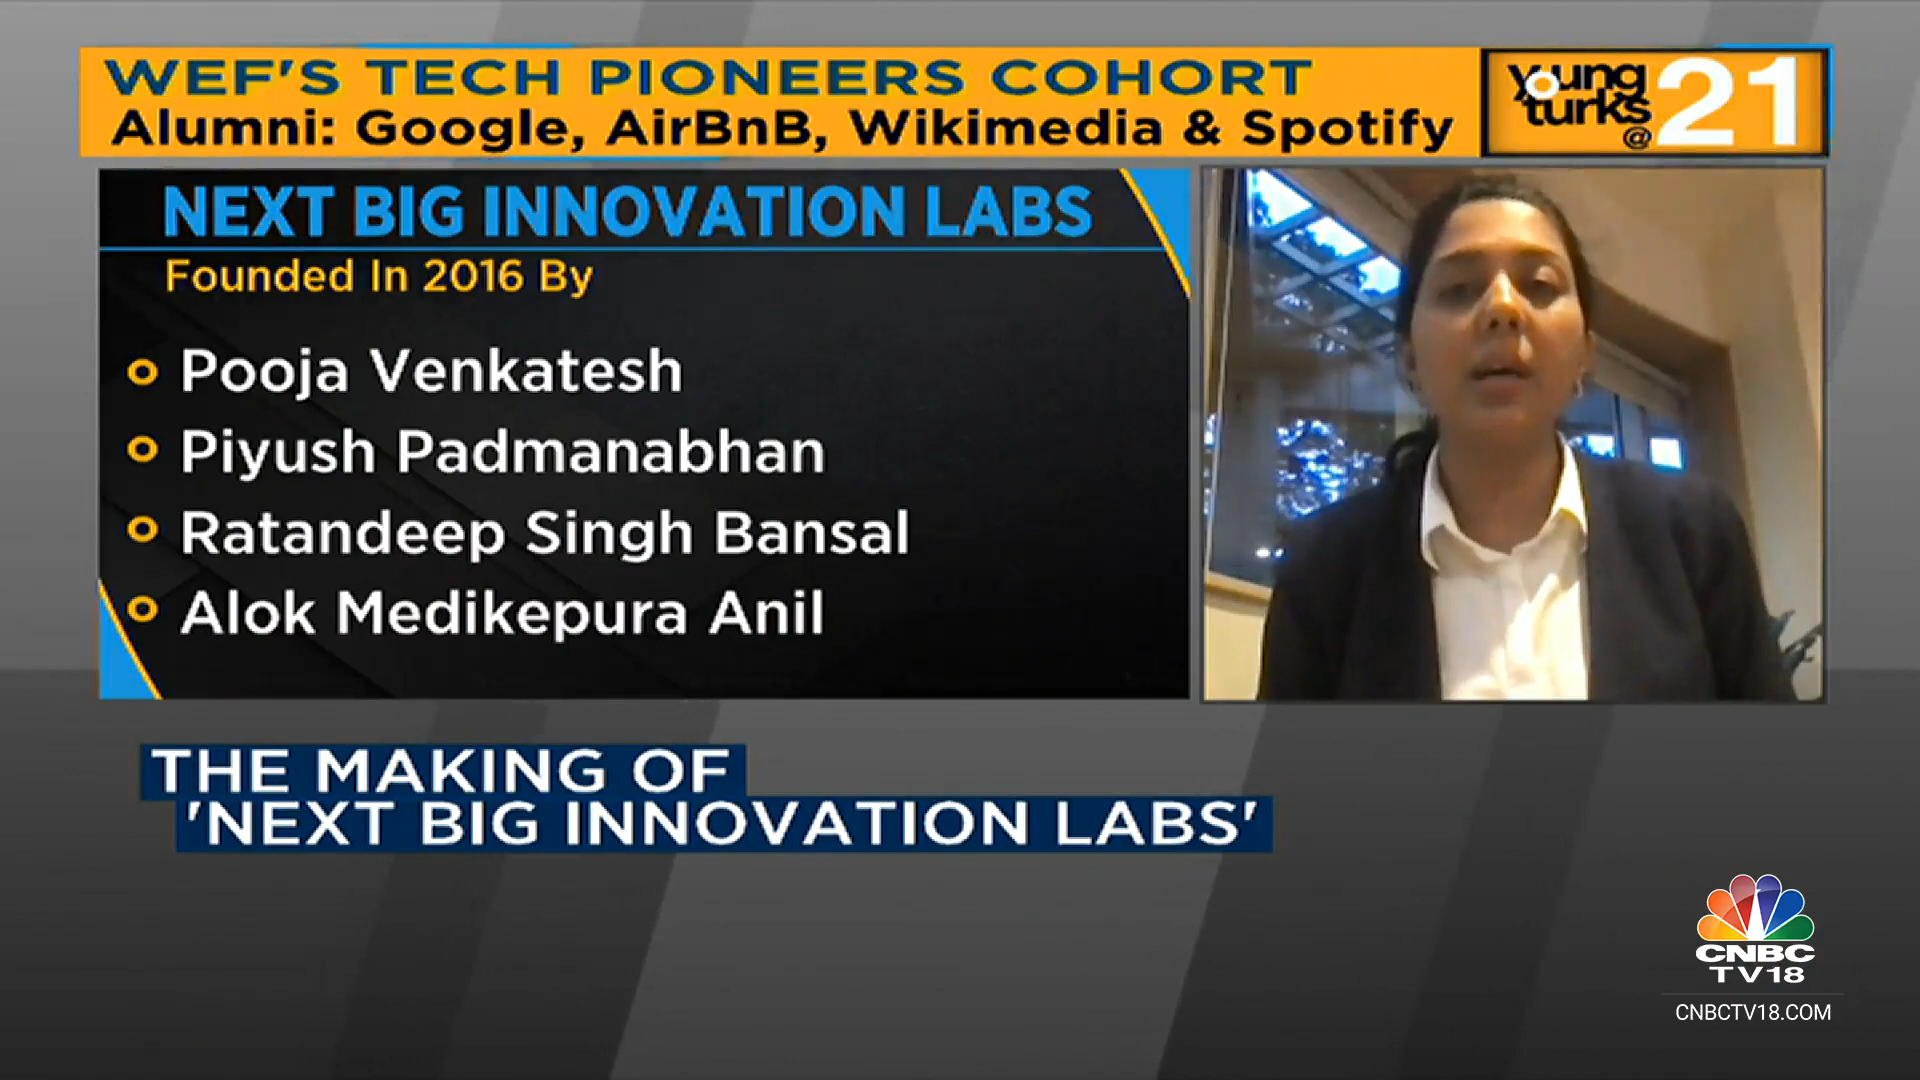 WEF'S TECH PIONEERS COHORT
Alumni: Google, AirBnB, Wikimedia & Spotify
young
turks
@21
NEXT BIG INNOVATION LABS
Founded In 2016 By
Pooja Venkatesh
Piyush Padmanabhan
Ratandeep Singh Bansal
Alok Medikepura Anil
THE MAKING OF
'NEXT BIG INNOVATION LABS'
CNBC
TV18
CNBCTV18.COM